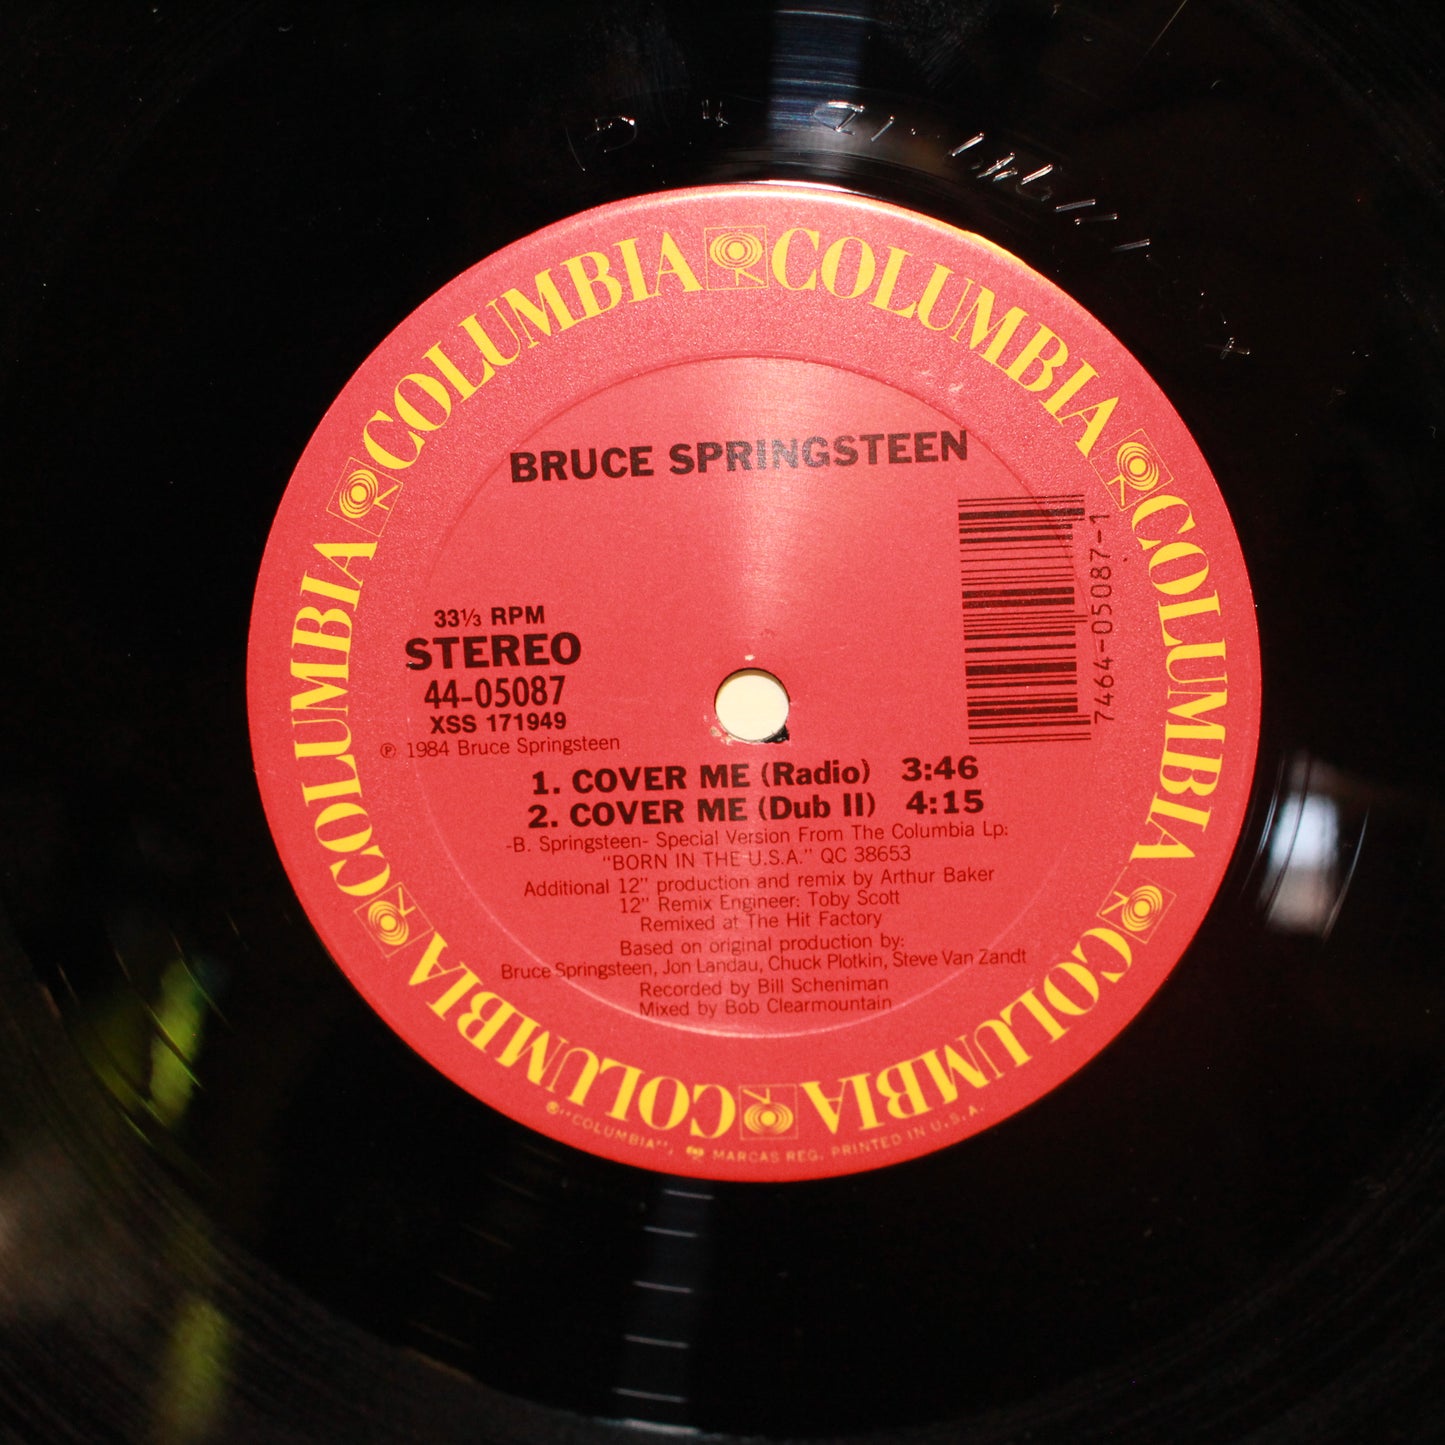 COLUMBIA COLUMBIA COLUMBIA COLUMBIA COLUMBIA COLUMBIA COLUMBIA COLUMBIA
BRUCE SPRINGSTEEN
7464-05087-1
33⅓ RPM
STEREO
44-05087
XSS 171949
℗ 1984 Bruce Springsteen
1. COVER ME (Radio) 3:46
2. COVER ME (Dub II) 4:15
-B. Springsteen- Special Version From The Columbia Lp:
"BORN IN THE U.S.A." QC 38653
Additional 12" production and remix by Arthur Baker
12" Remix Engineer: Toby Scott
Remixed at The Hit Factory
Based on original production by:
Bruce Springsteen, Jon Landau, Chuck Plotkin, Steve Van Zandt
Recorded by Bill Scheniman
Mixed by Bob Clearmountain
"COLUMBIA", MARCAS REG. PRINTED IN U.S.A.